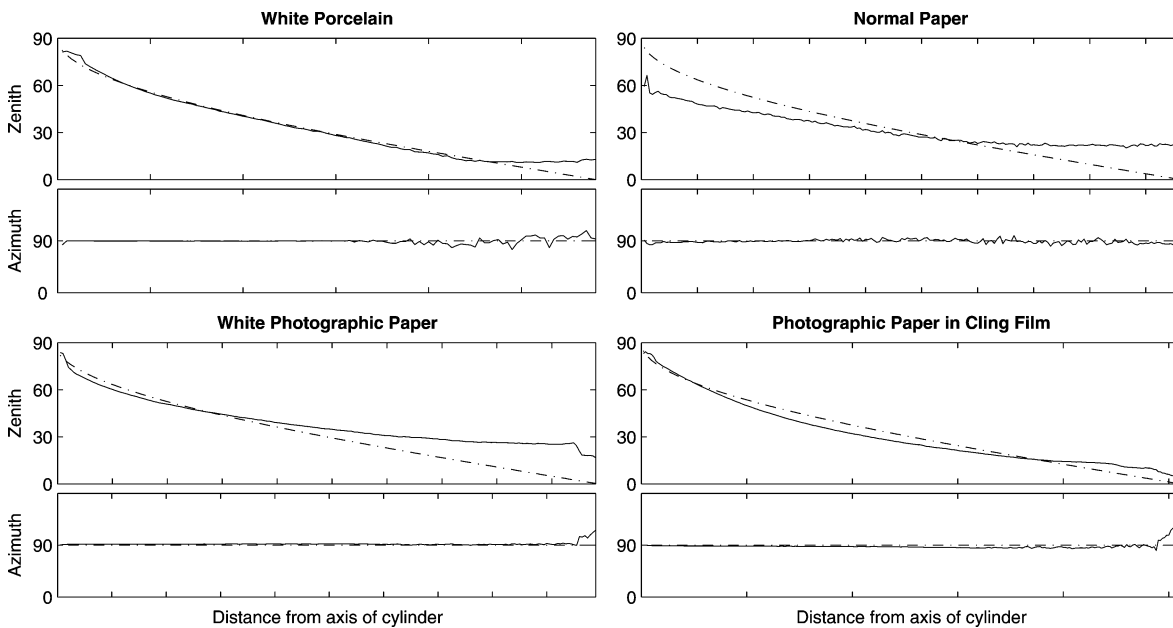 White Porcelain
90
60
30
0
Zenith
90
0
Azimuth
Normal Paper
90
60
30
0
90
0
White Photographic Paper
90
60
30
0
Zenith
90
0
Azimuth
Distance from axis of cylinder
Photographic Paper in Cling Film
90
60
30
0
90
0
Distance from axis of cylinder